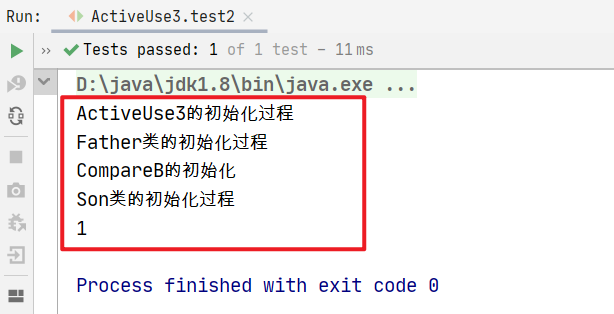 Run: ActiveUse3.test2 ×
›› Tests passed: 1 of 1 test – 11 ms
D:\java\jdk1.8\bin\java.exe ...
ActiveUse3的初始化过程
Father类的初始化过程
CompareB的初始化
Son类的初始化过程
1
Process finished with exit code 0